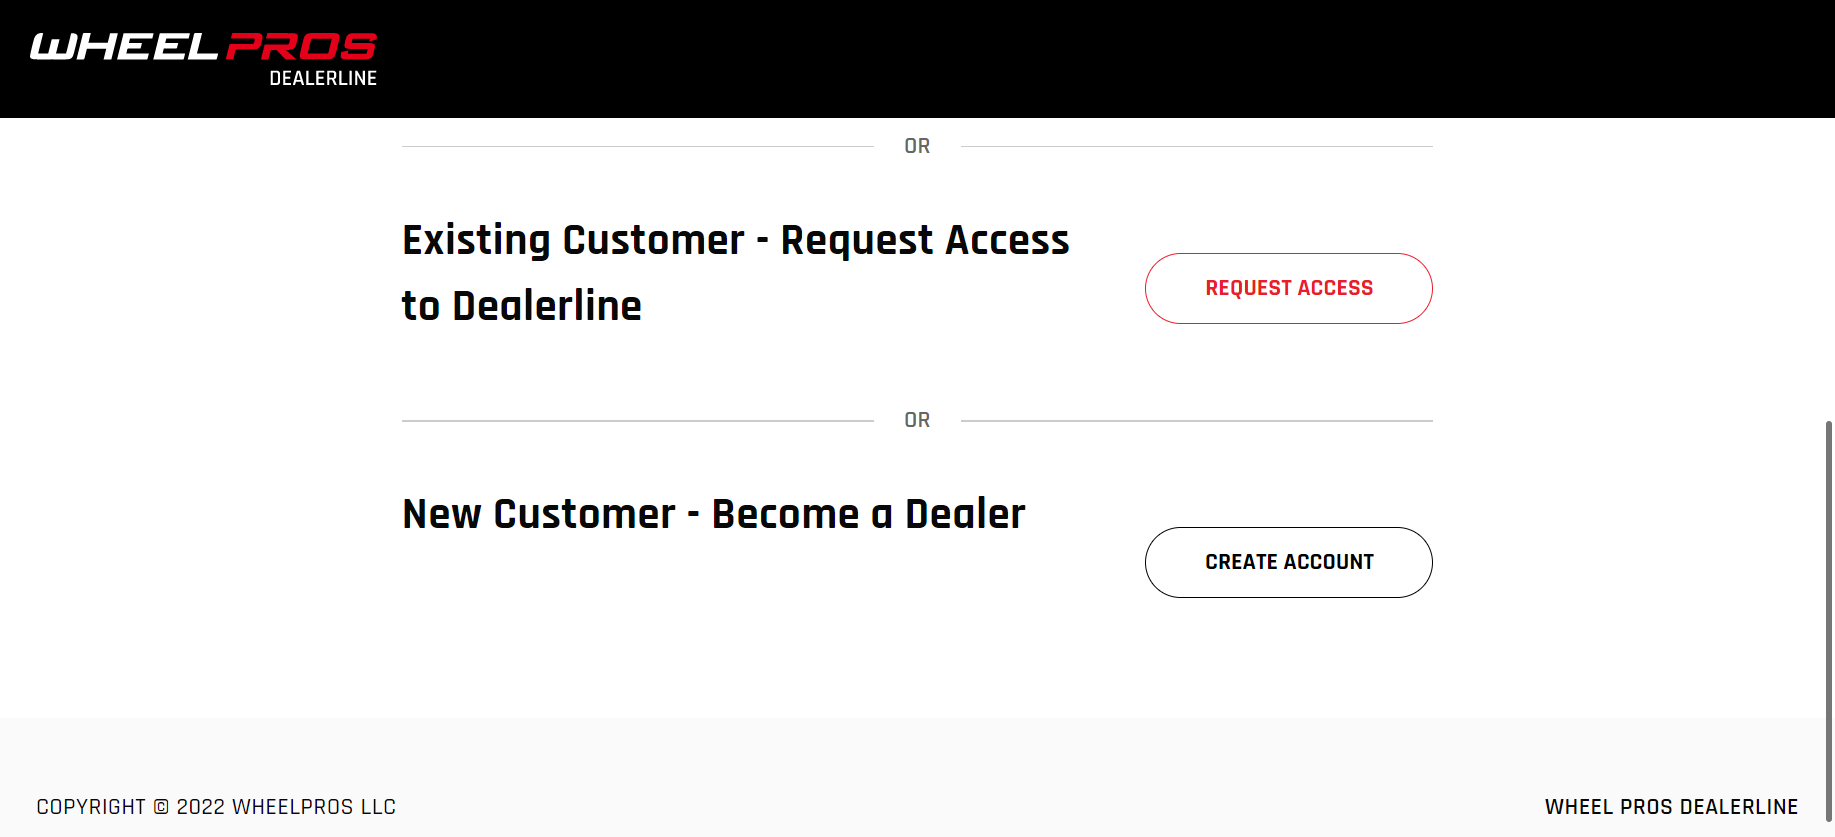 WHEEL PROS
DEALERLINE
OR
Existing Customer - Request Access
to Dealerline
REQUEST ACCESS
OR
New Customer - Become a Dealer
CREATE ACCOUNT
COPYRIGHT © 2022 WHEELPROS LLC
WHEEL PROS DEALERLINE